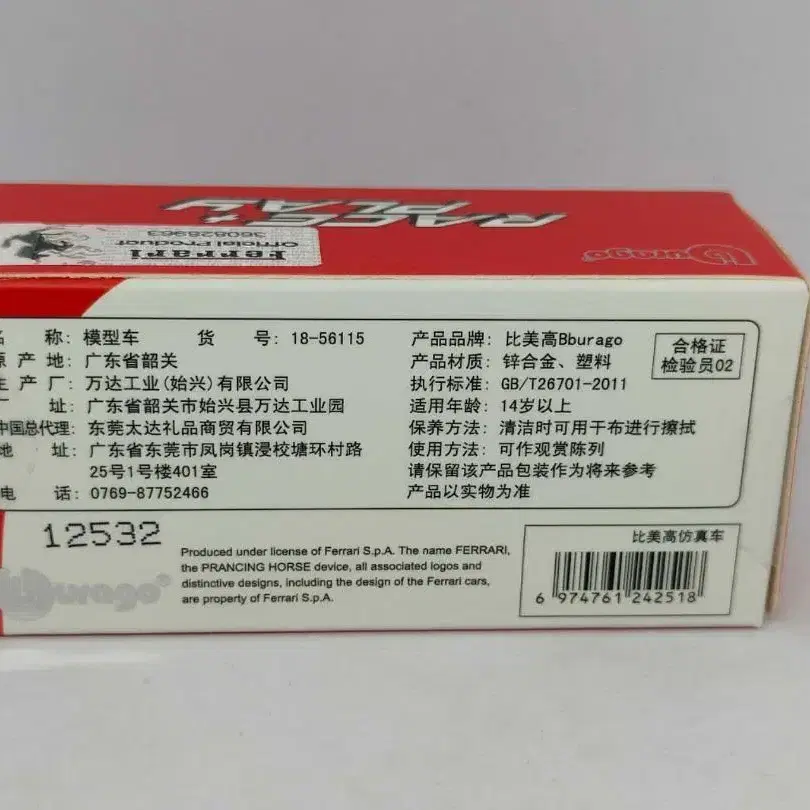 RACE+
PLAY
Ferrari
Official Product
360828963
Burago
名 称: 模型车 货 号: 18-56115
原 产 地: 广东省韶关
生 产 厂: 万达工业(始兴)有限公司
厂 址: 广东省韶关市始兴县万达工业园
中国总代理: 东莞太达礼品商贸有限公司
地 址: 广东省东莞市凤岗镇浸校塘环村路
25号1号楼401室
电 话: 0769-87752466
产品品牌: 比美高Bburago
产品材质: 锌合金、塑料
执行标准: GB/T26701-2011
适用年龄: 14岁以上
保养方法: 清洁时可用干布进行擦拭
使用方法: 可作观赏陈列
请保留该产品包装作为将来参考
产品以实物为准
合格证
检验员02
12532
Burago®
Produced under license of Ferrari S.p.A. The name FERRARI,
the PRANCING HORSE device, all associated logos and
distinctive designs, including the design of the Ferrari cars,
are property of Ferrari S.p.A.
比美高仿真车
6 974761 242518